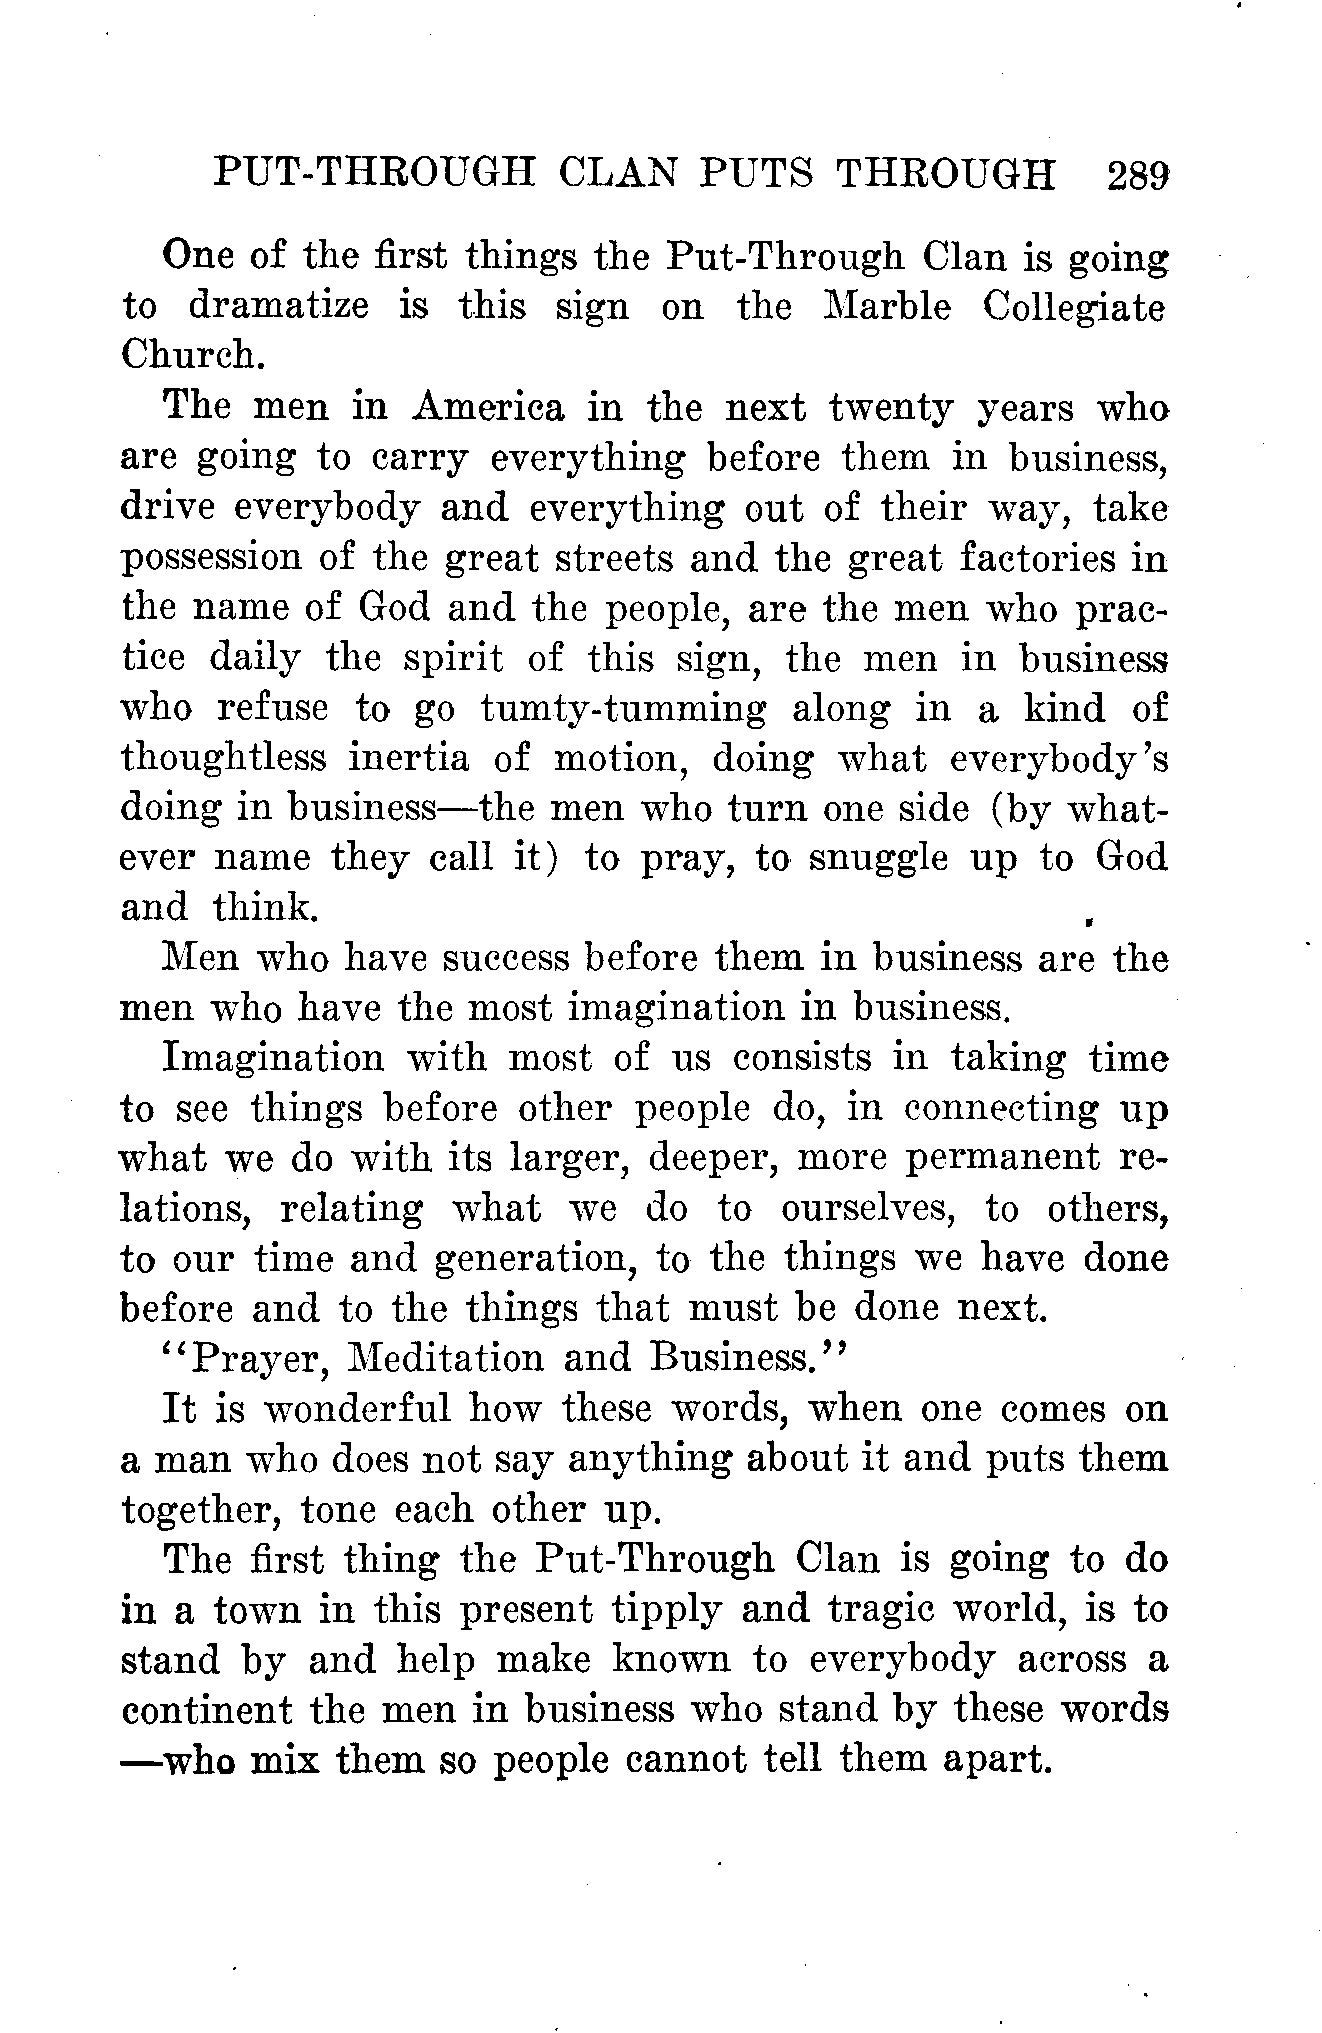 PUT-THROUGH CLAN PUTS THROUGH 289
One of the first things the Put-Through Clan is going
to dramatize is this sign on the Marble Collegiate
Church.
The men in America in the next twenty years who
are going to carry everything before them in business,
drive everybody and everything out of their way, take
possession of the great streets and the great factories in
the name of God and the people, are the men who prac-
tice daily the spirit of this sign, the men in business
who refuse to go tumty-tumming along in a kind of
thoughtless inertia of motion, doing what everybody's
doing in business—the men who turn one side (by what-
ever name they call it) to pray, to snuggle up to God
and think.
Men who have success before them in business are the
men who have the most imagination in business.
Imagination with most of us consists in taking time
to see things before other people do, in connecting up
what we do with its larger, deeper, more permanent re-
lations, relating what we do to ourselves, to others,
to our time and generation, to the things we have done
before and to the things that must be done next.
"Prayer, Meditation and Business."
It is wonderful how these words, when one comes on
a man who does not say anything about it and puts them
together, tone each other up.
The first thing the Put-Through Clan is going to do
in a town in this present tipply and tragic world, is to
stand by and help make known to everybody across a
continent the men in business who stand by these words
—who mix them so people cannot tell them apart.